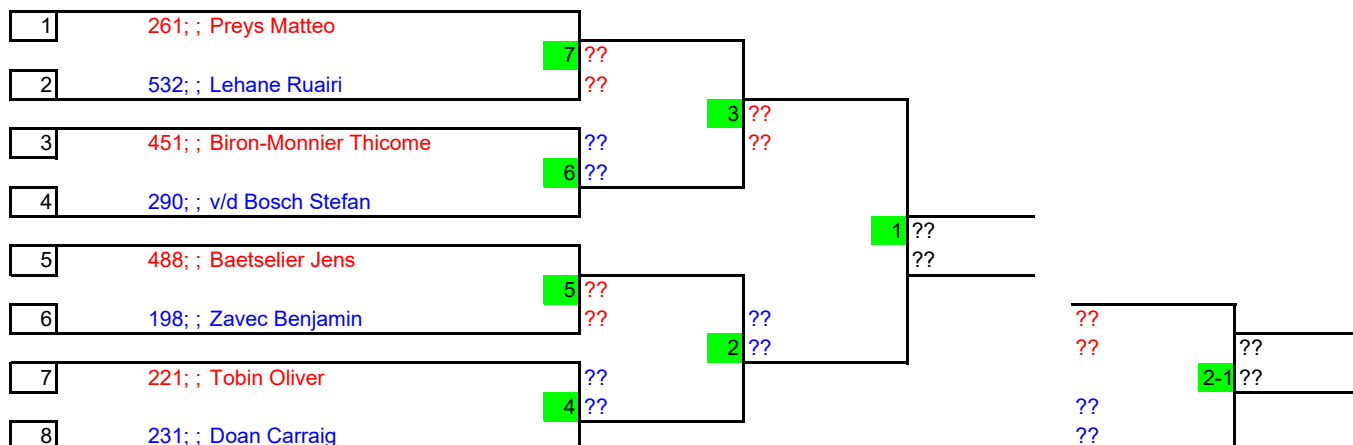 1 261; ; Preys Matteo
7 ??
2 532; ; Lehane Ruairi ??
3 ??
3 451; ; Biron-Monnier Thicome ?? ??
6 ??
4 290; ; v/d Bosch Stefan
1 ??
5 488; ; Baetselier Jens ??
5 ??
6 198; ; Zavec Benjamin ?? ?? ??
2 ?? ?? ??
7 221; ; Tobin Oliver ?? 2-1 ??
4 ?? ??
8 231; ; Doan Carraig ??